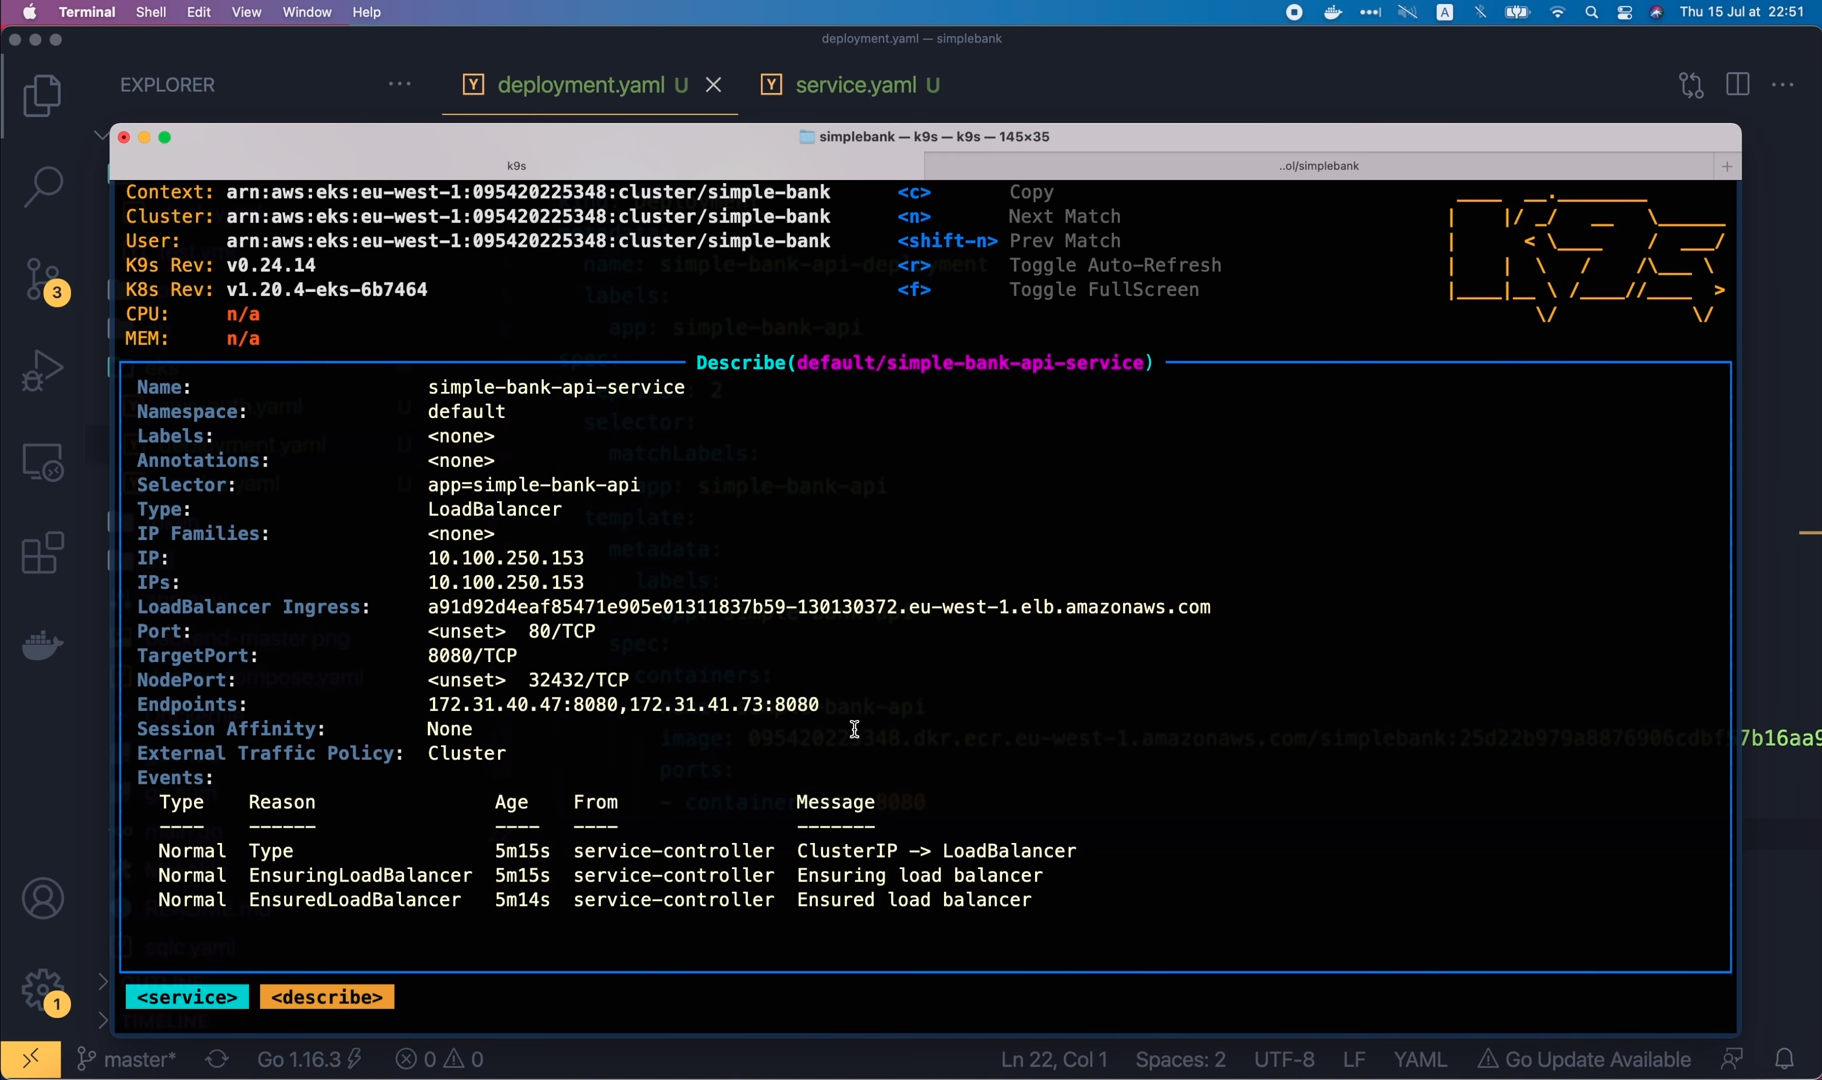 Terminal Shell Edit View Window Help A Thu 15 Jul at 22:51
deployment.yaml — simplebank
EXPLORER ··· Y deployment.yaml U Y service.yaml U
simplebank — k9s — k9s — 145×35
k9s ..ol/simplebank
Context: arn:aws:eks:eu-west-1:095420225348:cluster/simple-bank <c> Copy
Cluster: arn:aws:eks:eu-west-1:095420225348:cluster/simple-bank <n> Next Match
User: arn:aws:eks:eu-west-1:095420225348:cluster/simple-bank <shift-n> Prev Match
K9s Rev: v0.24.14 <r> Toggle Auto-Refresh
K8s Rev: v1.20.4-eks-6b7464 <f> Toggle FullScreen
CPU: n/a
MEM: n/a
3
Describe(default/simple-bank-api-service)
Name: simple-bank-api-service
Namespace: default
Labels: <none>
Annotations: <none>
Selector: app=simple-bank-api
Type: LoadBalancer
IP Families: <none>
IP: 10.100.250.153
IPs: 10.100.250.153
LoadBalancer Ingress: a91d92d4eaf85471e905e01311837b59-130130372.eu-west-1.elb.amazonaws.com
Port: <unset> 80/TCP
TargetPort: 8080/TCP
NodePort: <unset> 32432/TCP
Endpoints: 172.31.40.47:8080,172.31.41.73:8080
Session Affinity: None
External Traffic Policy: Cluster
7b16aa9
Events:
Type Reason Age From Message
---- ------ ---- ---- -------
Normal Type 5m15s service-controller ClusterIP -> LoadBalancer
Normal EnsuringLoadBalancer 5m15s service-controller Ensuring load balancer
Normal EnsuredLoadBalancer 5m14s service-controller Ensured load balancer
<service> <describe>
1
master* Go 1.16.3 0 0 Ln 22, Col 1 Spaces: 2 UTF-8 LF YAML Go Update Available